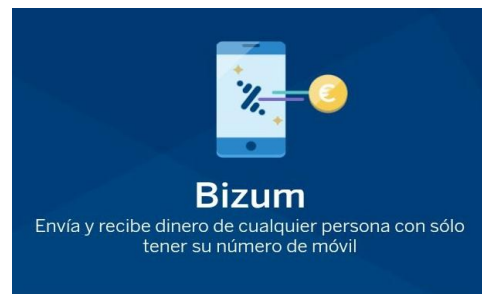 €
Bizum
Envía y recibe dinero de cualquier persona con sólo
tener su número de móvil